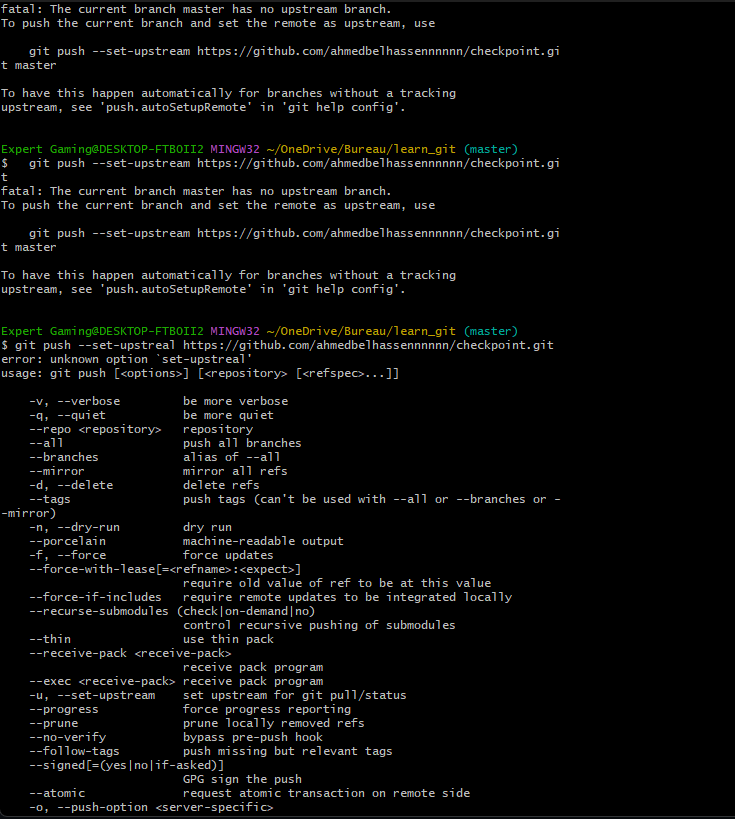 fatal: The current branch master has no upstream branch.
To push the current branch and set the remote as upstream, use
    git push --set-upstream https://github.com/ahmedbelhassennnnnn/checkpoint.gi
t master
To have this happen automatically for branches without a tracking
upstream, see 'push.autoSetupRemote' in 'git help config'.
Expert Gaming@DESKTOP-FTBOII2 MINGW32 ~/OneDrive/Bureau/learn_git (master)
$   git push --set-upstream https://github.com/ahmedbelhassennnnnn/checkpoint.gi
t
fatal: The current branch master has no upstream branch.
To push the current branch and set the remote as upstream, use
    git push --set-upstream https://github.com/ahmedbelhassennnnnn/checkpoint.gi
t master
To have this happen automatically for branches without a tracking
upstream, see 'push.autoSetupRemote' in 'git help config'.
Expert Gaming@DESKTOP-FTBOII2 MINGW32 ~/OneDrive/Bureau/learn_git (master)
$ git push --set-upstreal https://github.com/ahmedbelhassennnnnn/checkpoint.git
error: unknown option `set-upstreal'
usage: git push [<options>] [<repository> [<refspec>...]]
    -v, --verbose         be more verbose
    -q, --quiet           be more quiet
    --repo <repository>   repository
    --all                 push all branches
    --branches            alias of --all
    --mirror              mirror all refs
    -d, --delete          delete refs
    --tags                push tags (can't be used with --all or --branches or -
-mirror)
    -n, --dry-run         dry run
    --porcelain           machine-readable output
    -f, --force           force updates
    --force-with-lease[=<refname>:<expect>]
                          require old value of ref to be at this value
    --force-if-includes   require remote updates to be integrated locally
    --recurse-submodules (check|on-demand|no)
                          control recursive pushing of submodules
    --thin                use thin pack
    --receive-pack <receive-pack>
                          receive pack program
    --exec <receive-pack> receive pack program
    -u, --set-upstream    set upstream for git pull/status
    --progress            force progress reporting
    --prune               prune locally removed refs
    --no-verify           bypass pre-push hook
    --follow-tags         push missing but relevant tags
    --signed[=(yes|no|if-asked)]
                          GPG sign the push
    --atomic              request atomic transaction on remote side
    -o, --push-option <server-specific>